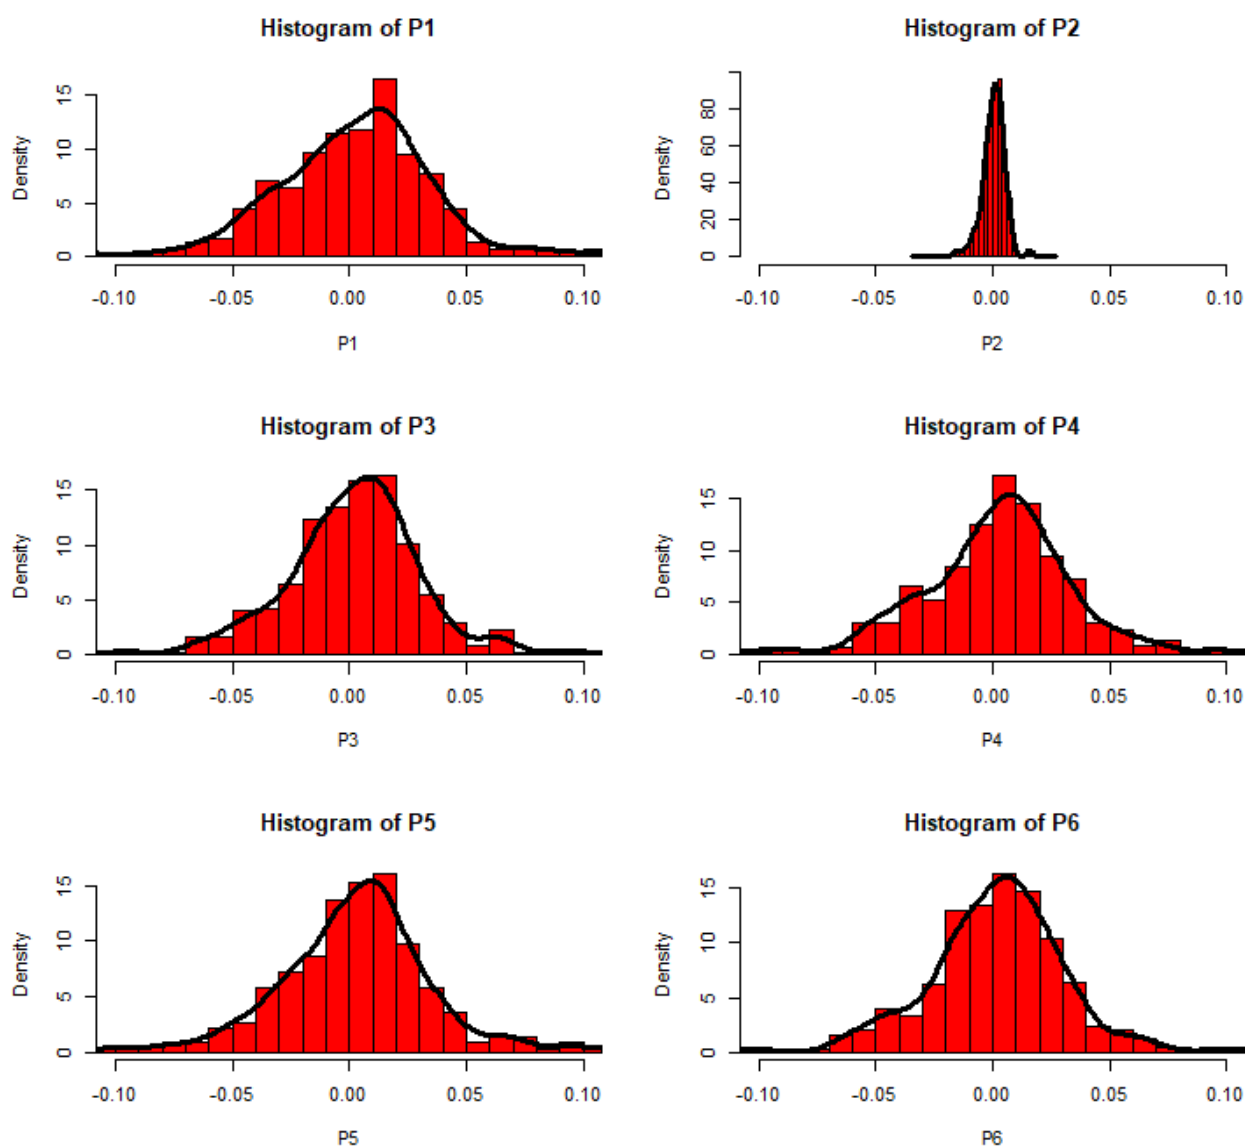 Histogram of P1
Density
15
10
5
0
-0.10 -0.05 0.00 0.05 0.10
P1
Histogram of P2
Density
80
60
40
20
0
-0.10 -0.05 0.00 0.05 0.10
P2
Histogram of P3
Density
15
10
5
0
-0.10 -0.05 0.00 0.05 0.10
P3
Histogram of P4
Density
15
10
5
0
-0.10 -0.05 0.00 0.05 0.10
P4
Histogram of P5
Density
15
10
5
0
-0.10 -0.05 0.00 0.05 0.10
P5
Histogram of P6
Density
15
10
5
0
-0.10 -0.05 0.00 0.05 0.10
P6